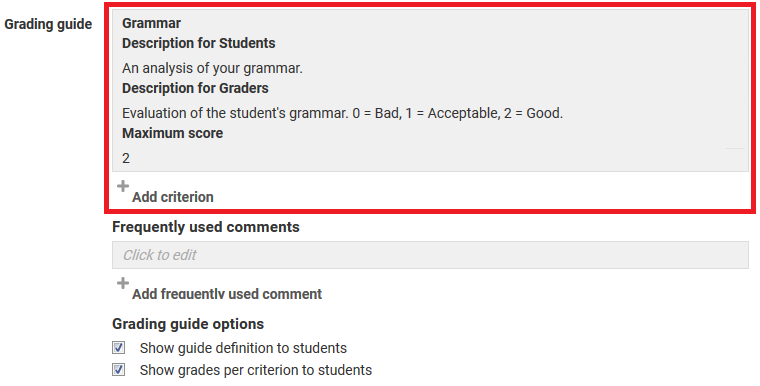 Grading guide
Grammar
Description for Students
An analysis of your grammar.
Description for Graders
Evaluation of the student's grammar. 0 = Bad, 1 = Acceptable, 2 = Good.
Maximum score
2
Add criterion
Frequently used comments
Click to edit
Add frequently used comment
Grading guide options
Show guide definition to students
Show grades per criterion to students